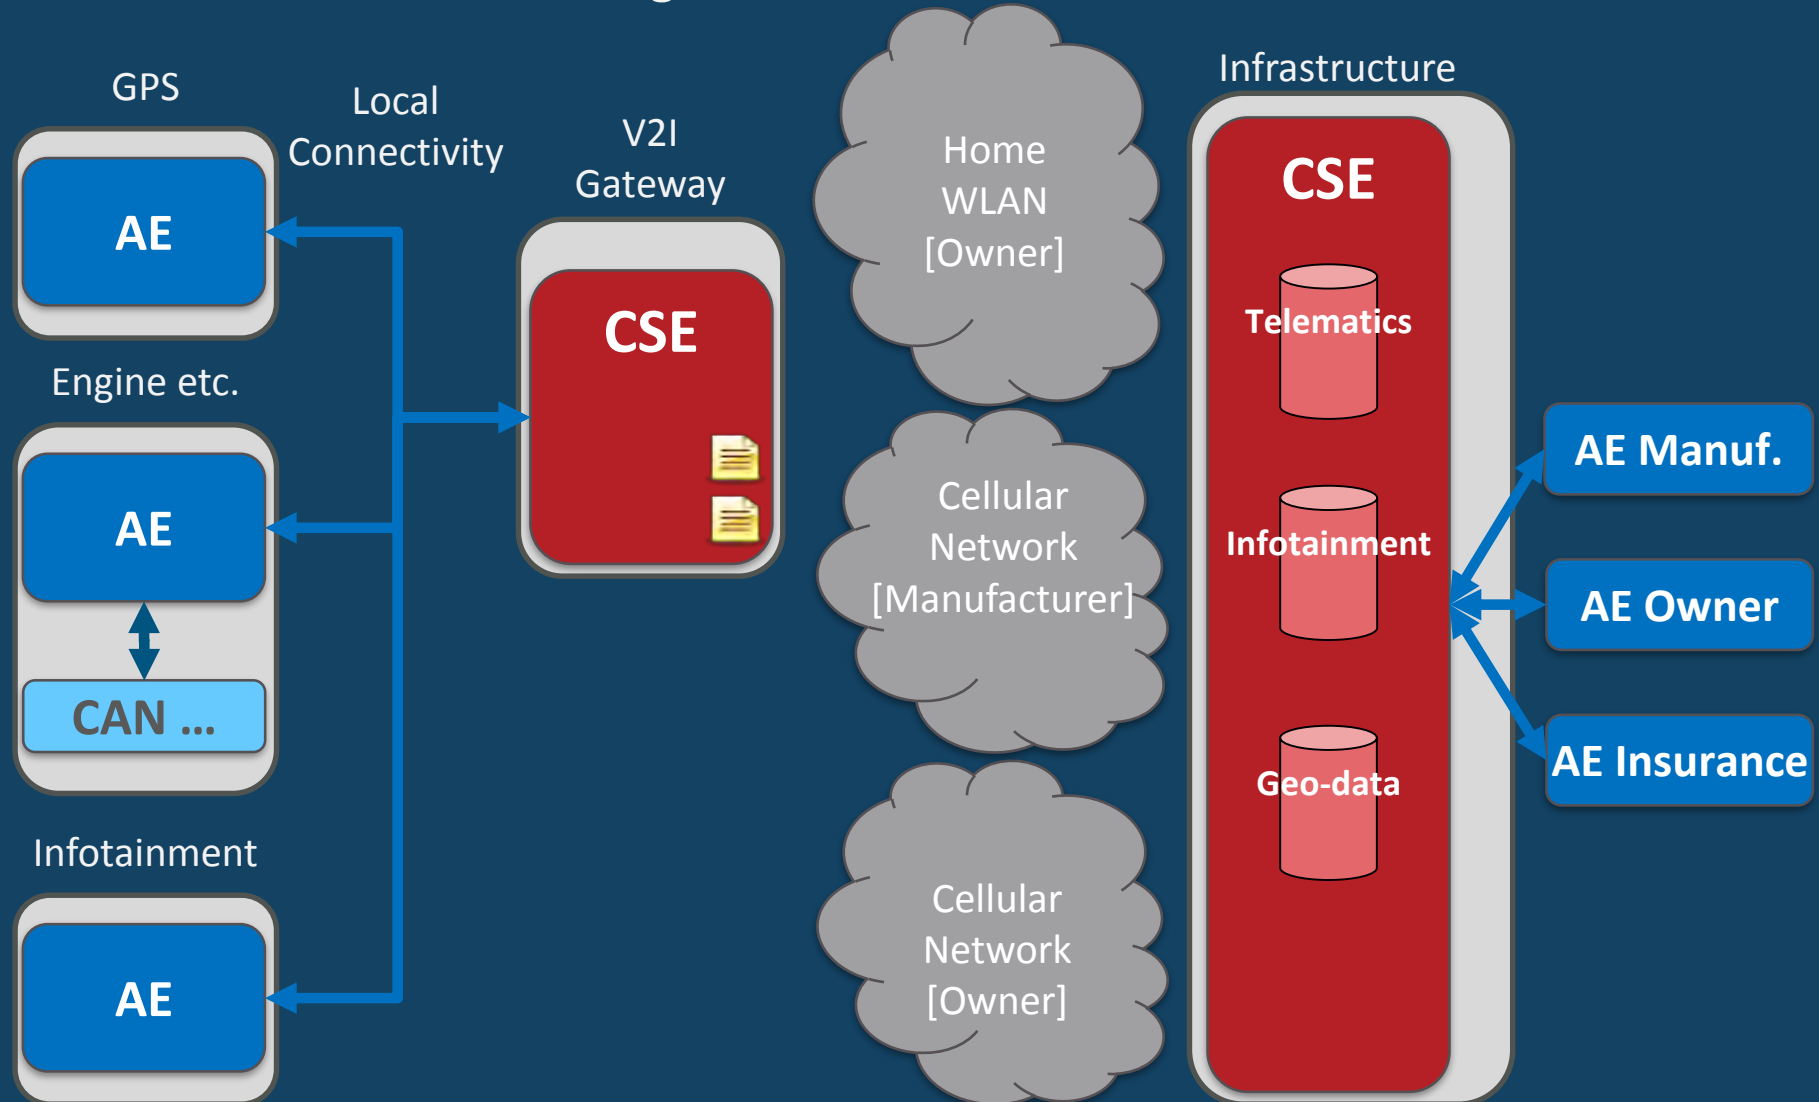 GPS
AE
Engine etc.
AE
CAN ...
Infotainment
AE
Local
Connectivity
V2I
Gateway
CSE
Home
WLAN
[Owner]
Cellular
Network
[Manufacturer]
Cellular
Network
[Owner]
Infrastructure
CSE
Telematics
Infotainment
Geo-data
AE Manuf.
AE Owner
AE Insurance